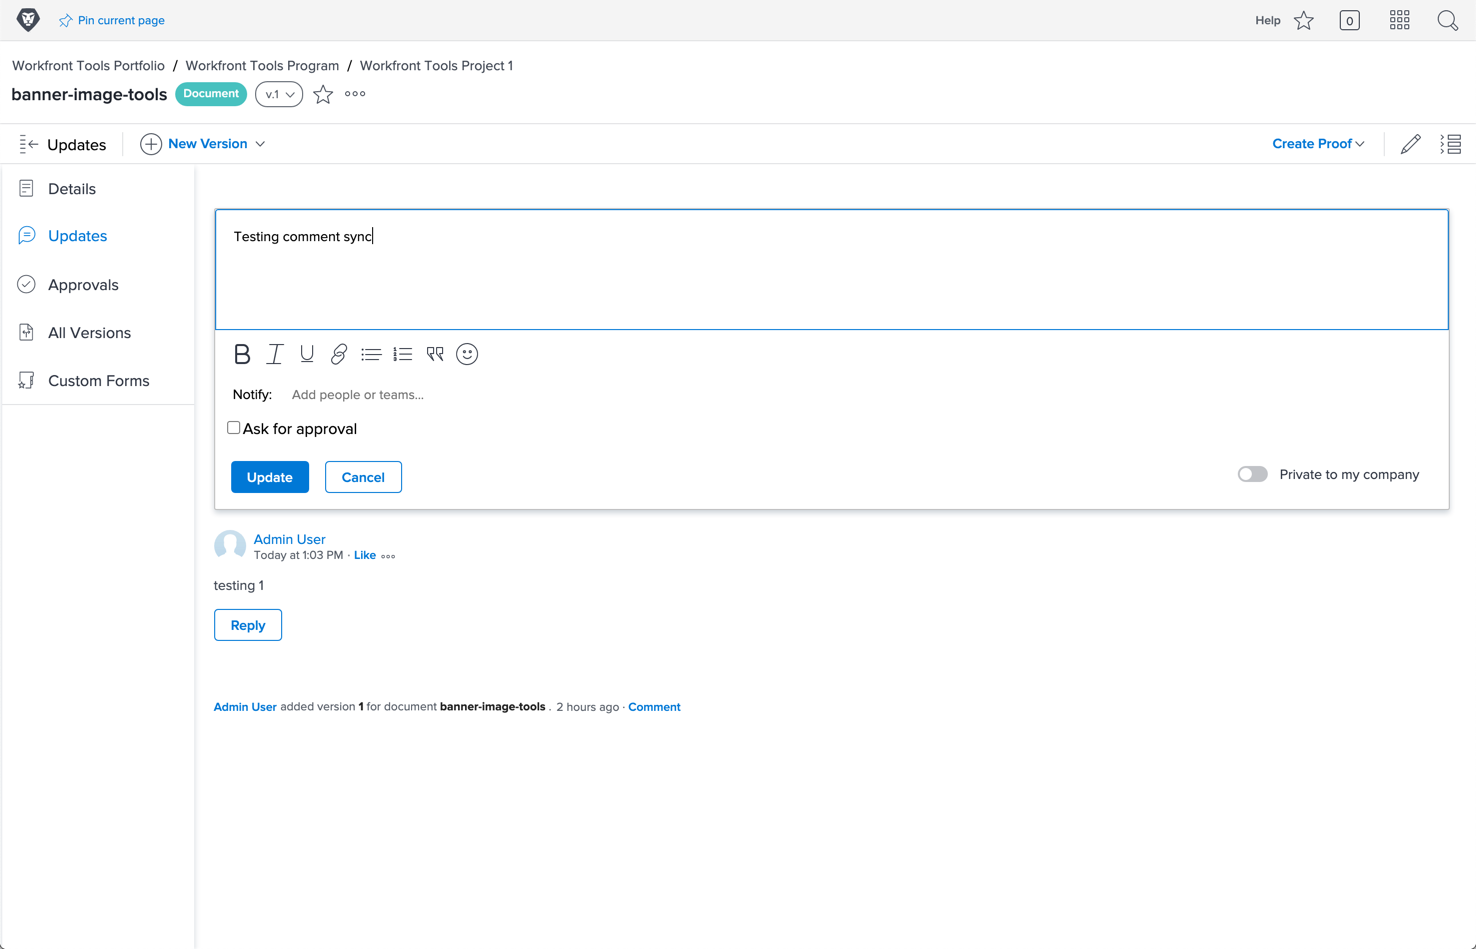 Pin current page
Help
0
Workfront Tools Portfolio / Workfront Tools Program / Workfront Tools Project 1
banner-image-tools Document v.1
Updates New Version
Create Proof
Details
Updates
Approvals
All Versions
Custom Forms
Testing comment sync
Notify: Add people or teams...
Ask for approval
Update Cancel
Private to my company
Admin User
Today at 1:03 PM · Like
testing 1
Reply
Admin User added version 1 for document banner-image-tools . 2 hours ago · Comment